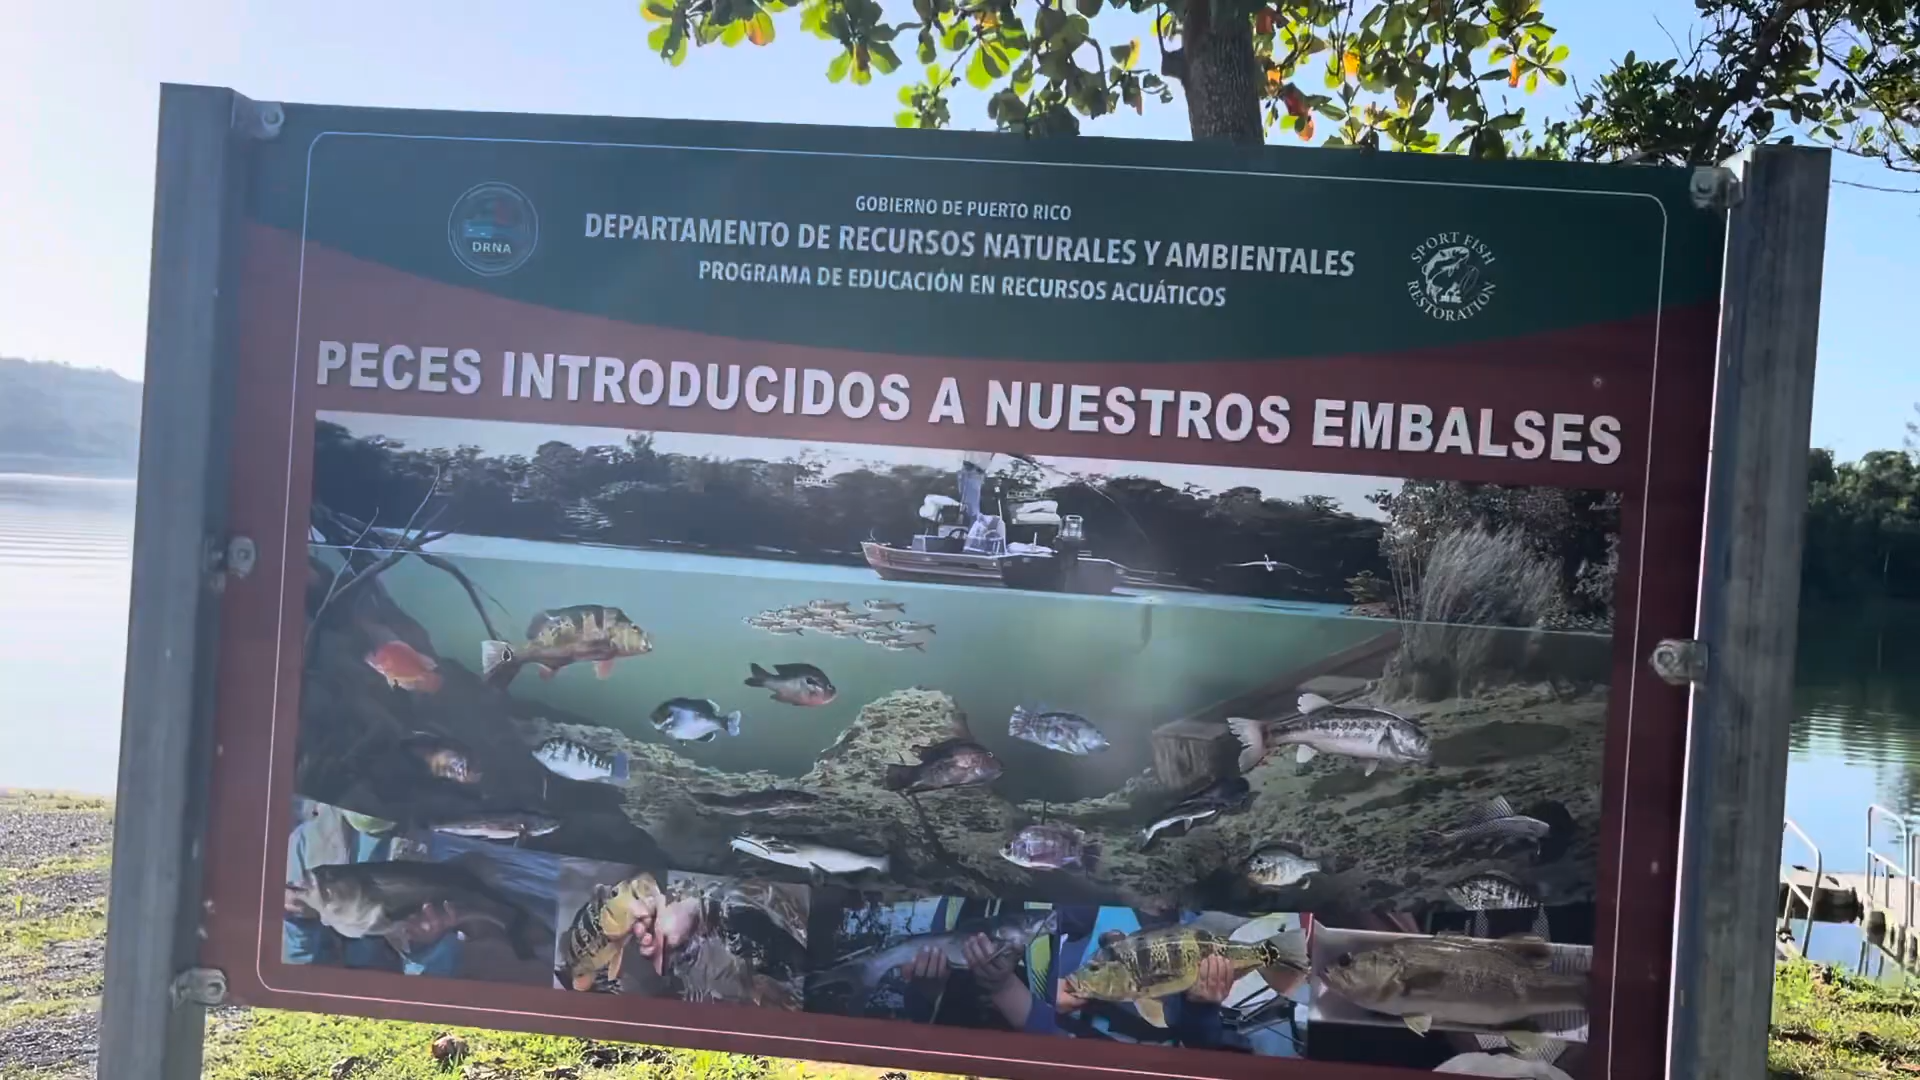 GOBIERNO DE PUERTO RICO
DEPARTAMENTO DE RECURSOS NATURALES Y AMBIENTALES
PROGRAMA DE EDUCACIÓN EN RECURSOS ACUÁTICOS
DRNA
SPORT FISH
RESTORATION
PECES INTRODUCIDOS A NUESTROS EMBALSES